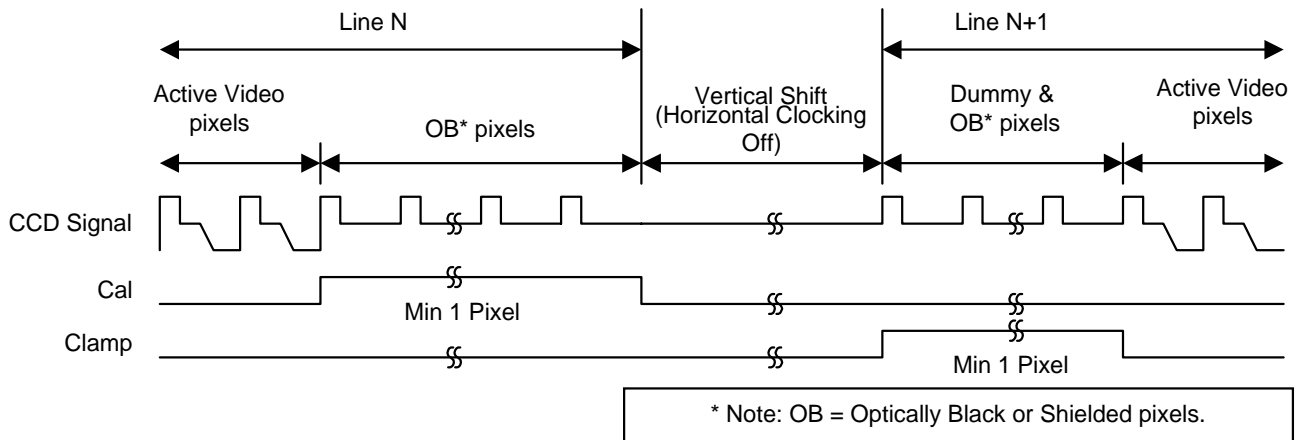 Line N
Line N+1
Active Video
pixels
OB* pixels
Vertical Shift
(Horizontal Clocking
Off)
Dummy &
OB* pixels
Active Video
pixels
CCD Signal
Cal
Min 1 Pixel
Clamp
Min 1 Pixel
* Note: OB = Optically Black or Shielded pixels.